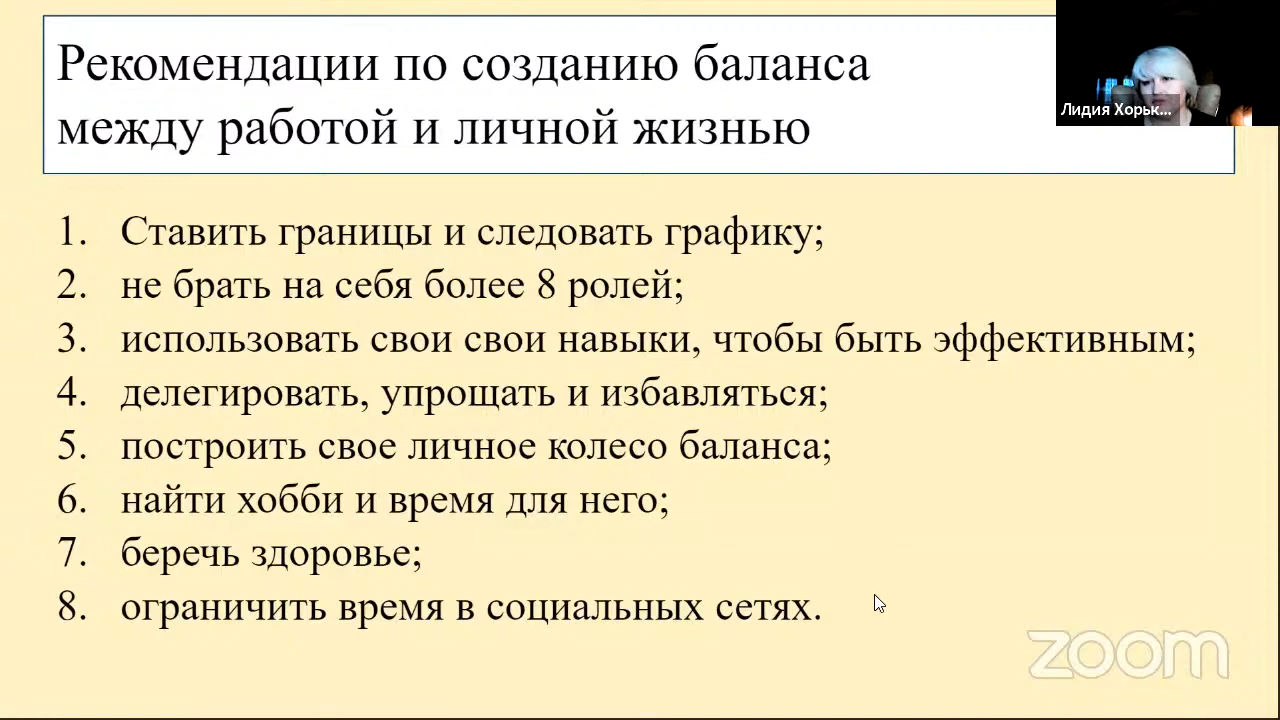 Рекомендации по созданию баланса
между работой и личной жизнью
Лидия Хорьк...
1. Ставить границы и следовать графику;
2. не брать на себя более 8 ролей;
3. использовать свои свои навыки, чтобы быть эффективным;
4. делегировать, упрощать и избавляться;
5. построить свое личное колесо баланса;
6. найти хобби и время для него;
7. беречь здоровье;
8. ограничить время в социальных сетях.
zoom